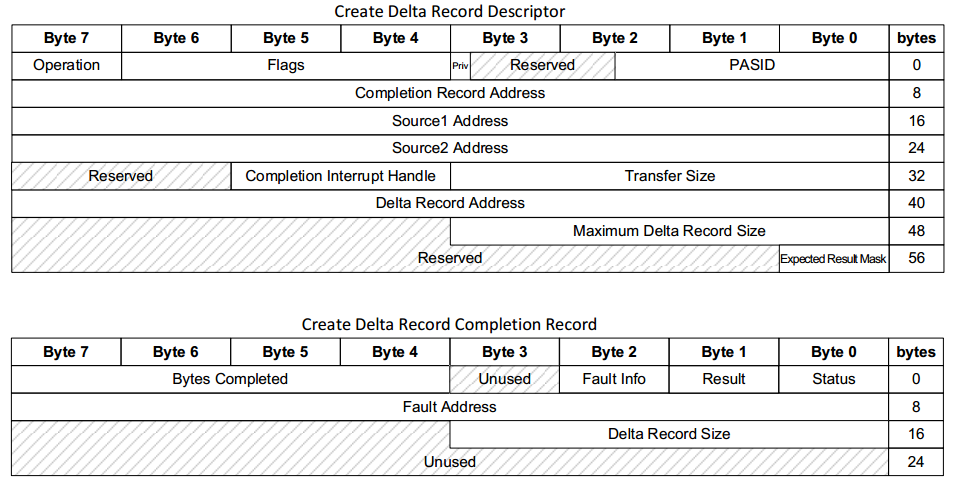 Create Delta Record Descriptor
Byte 7 Byte 6 Byte 5 Byte 4 Byte 3 Byte 2 Byte 1 Byte 0 bytes
Operation Flags Priv Reserved PASID 0
Completion Record Address 8
Source1 Address 16
Source2 Address 24
Reserved Completion Interrupt Handle Transfer Size 32
Delta Record Address 40
Maximum Delta Record Size 48
Reserved Expected Result Mask 56
Create Delta Record Completion Record
Byte 7 Byte 6 Byte 5 Byte 4 Byte 3 Byte 2 Byte 1 Byte 0 bytes
Bytes Completed Unused Fault Info Result Status 0
Fault Address 8
Delta Record Size 16
Unused 24